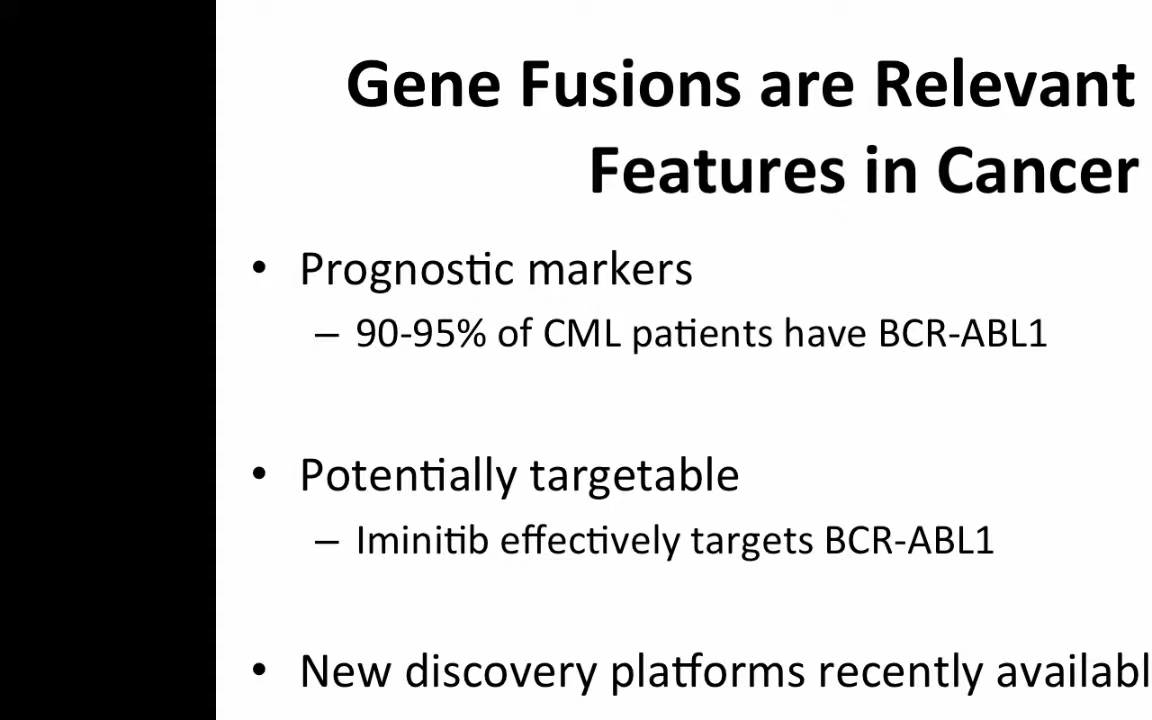 Gene Fusions are Relevant
Features in Cancer
• Prognostic markers
– 90-95% of CML patients have BCR-ABL1
• Potentially targetable
– Iminitib effectively targets BCR-ABL1
• New discovery platforms recently availabl